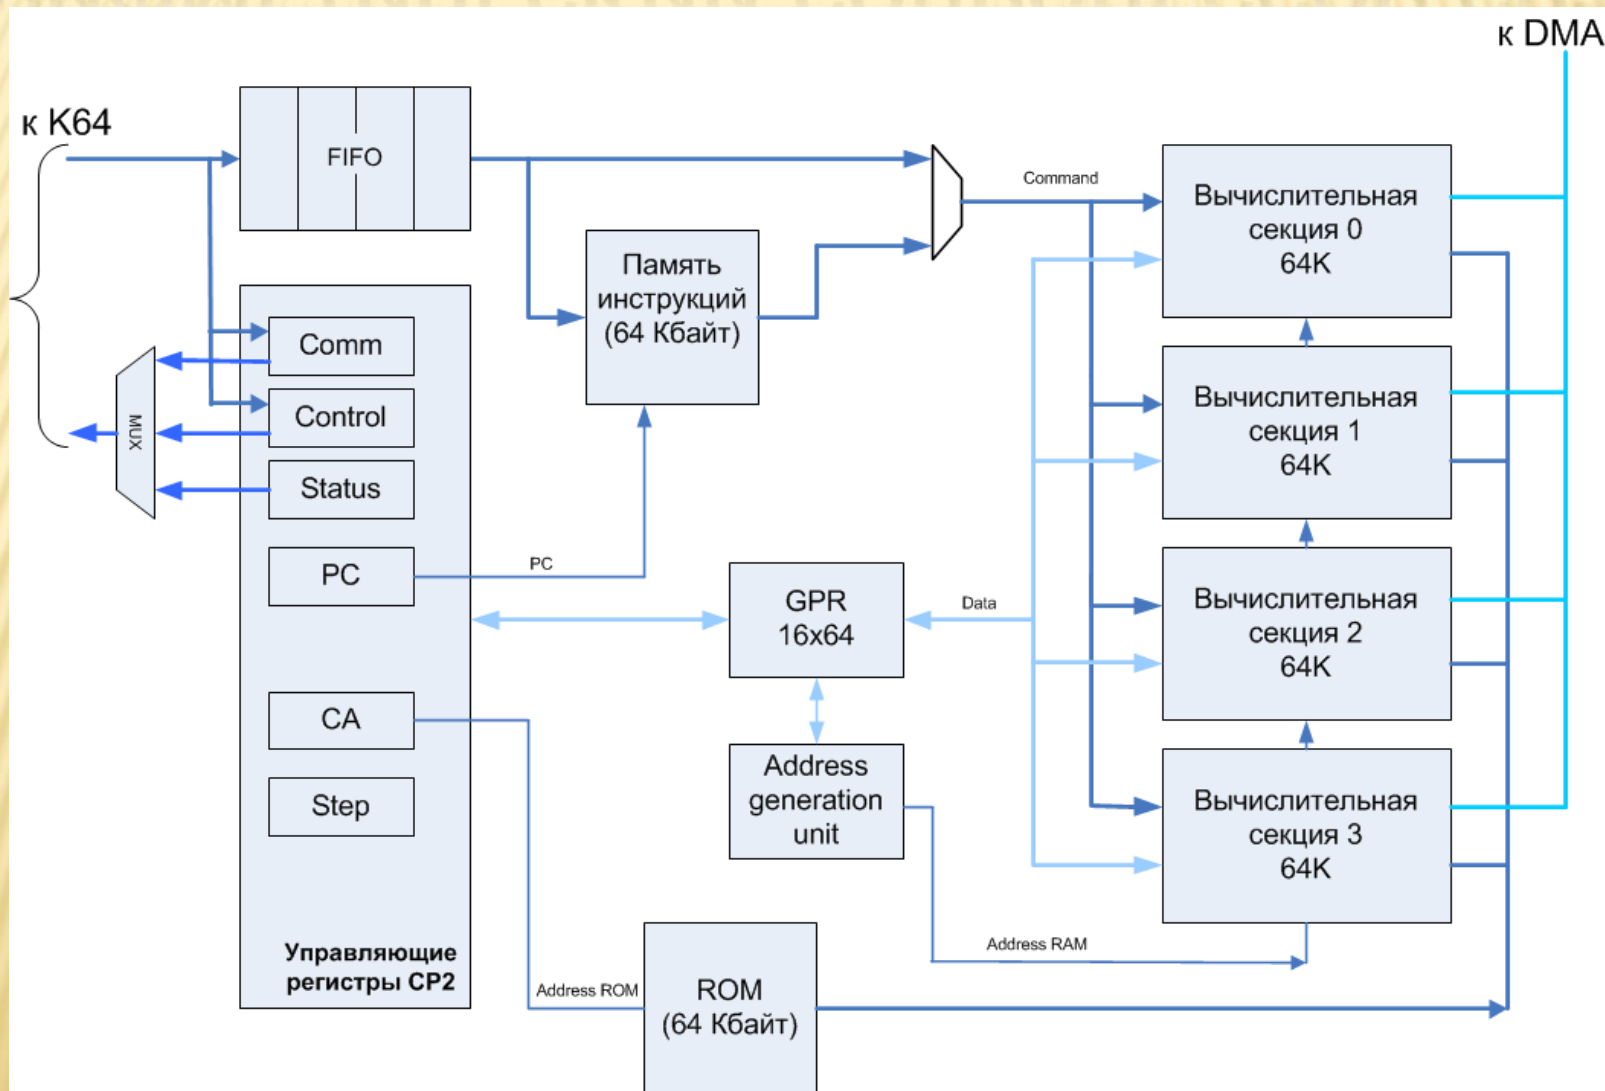 к DMA
к K64
FIFO
Command
Вычислительная
секция 0
64K
Память
инструкций
(64 Кбайт)
Comm
Control
Status
MUX
Вычислительная
секция 1
64K
PC
PC
GPR
16x64
Data
Вычислительная
секция 2
64K
CA
Step
Address
generation
unit
Вычислительная
секция 3
64K
Управляющие
регистры CP2
Address ROM
ROM
(64 Кбайт)
Address RAM